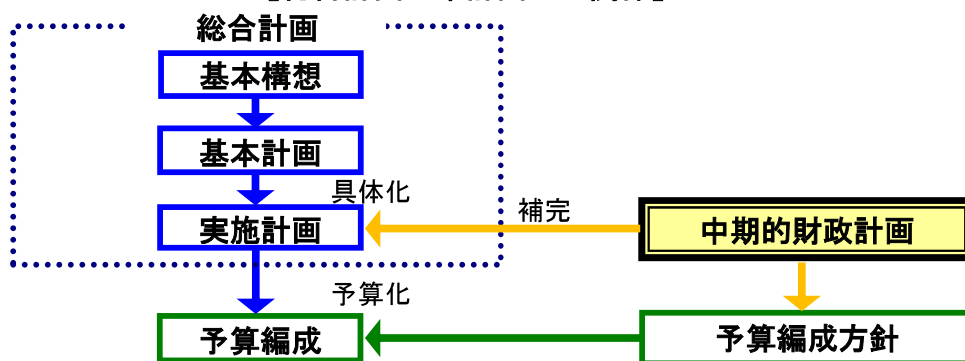 総合計画
基本構想
基本計画
具体化
実施計画
補完
中期的財政計画
予算化
予算編成
予算編成方針